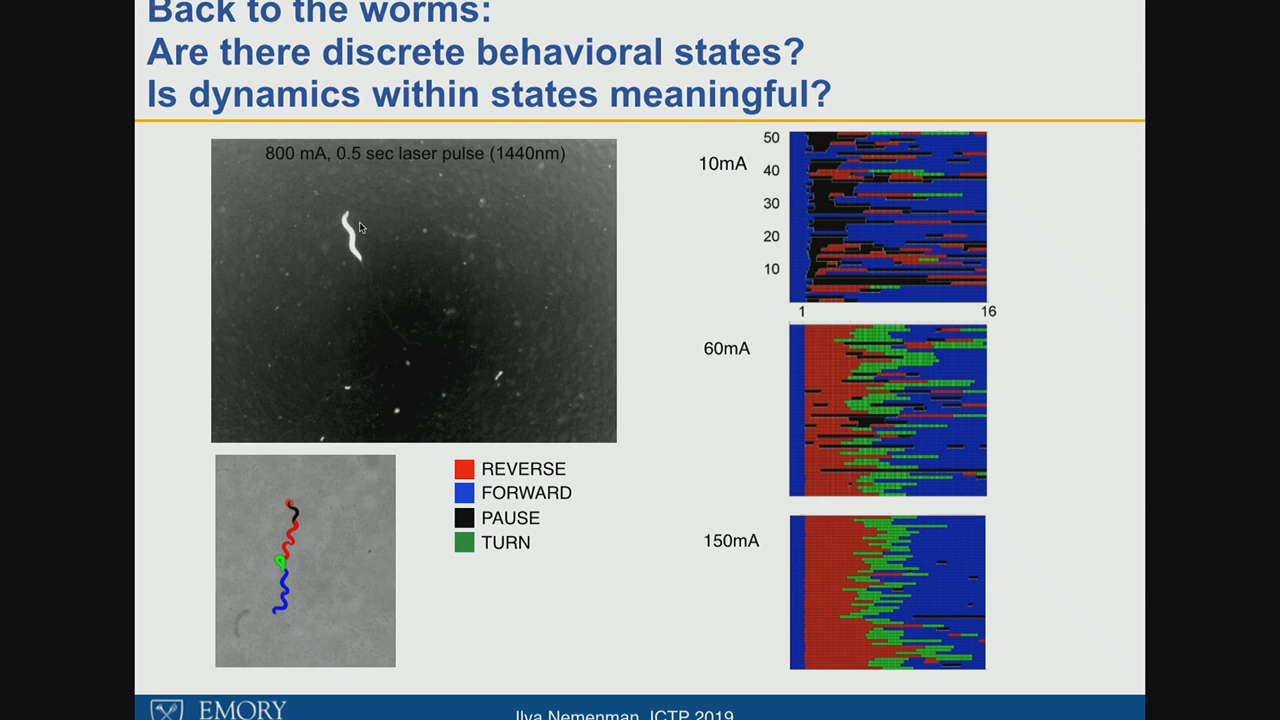 Back to the worms:
Are there discrete behavioral states?
Is dynamics within states meaningful?
800 mA, 0.5 sec laser pulse (1440nm)
REVERSE
FORWARD
PAUSE
TURN
10mA
50
40
30
20
10
1 16
60mA
150mA
EMORY
Ilya Nemenman, ICTP 2019